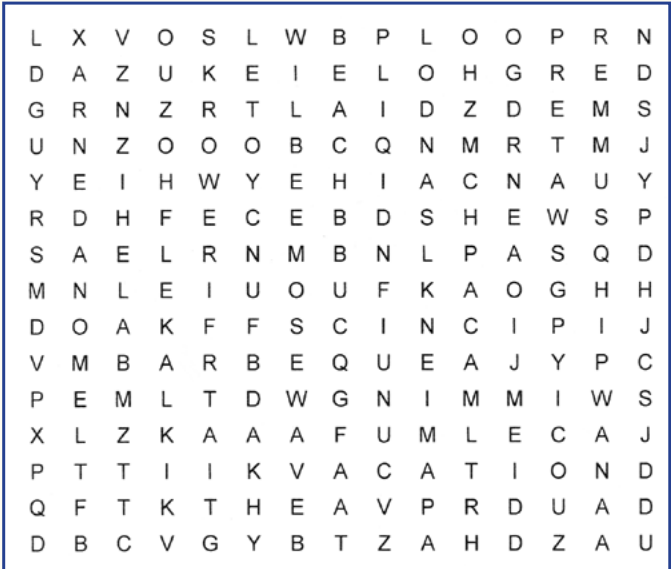 L X V O S L W B P L O O P R N
D A Z U K E I E L O H G R E D
G R N Z R T L A I D Z D E M S
U N Z O O O B C Q N M R T M J
Y E I H W Y E H I A C N A U Y
R D H F E C E B D S H E W S P
S A E L R N M B N L P A S Q D
M N L E I U O U F K A O G H H
D O A K F F S C I N C I P I J
V M B A R B E Q U E A J Y P C
P E M L T D W G N I M M I W S
X L Z K A A A F U M L E C A J
P T T I I K V A C A T I O N D
Q F T K T H E A V P R D U A D
D B C V G Y B T Z A H D Z A U